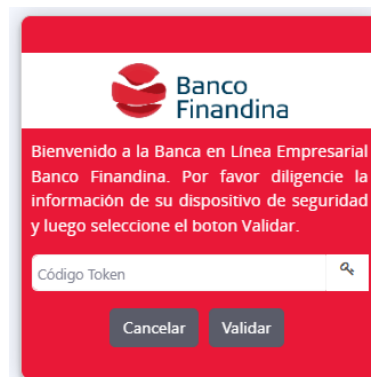 Banco
Finandina
Bienvenido a la Banca en Línea Empresarial
Banco Finandina. Por favor diligencie la
información de su dispositivo de seguridad
y luego seleccione el boton Validar.
Código Token
Cancelar Validar